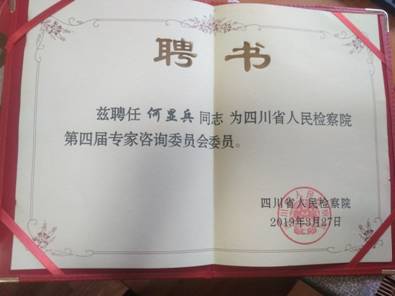 聘书
兹聘任 何显兵 同志 为四川省人民检察院
第四届专家咨询委员会委员。
四川省人民检察院
2019年3月27日